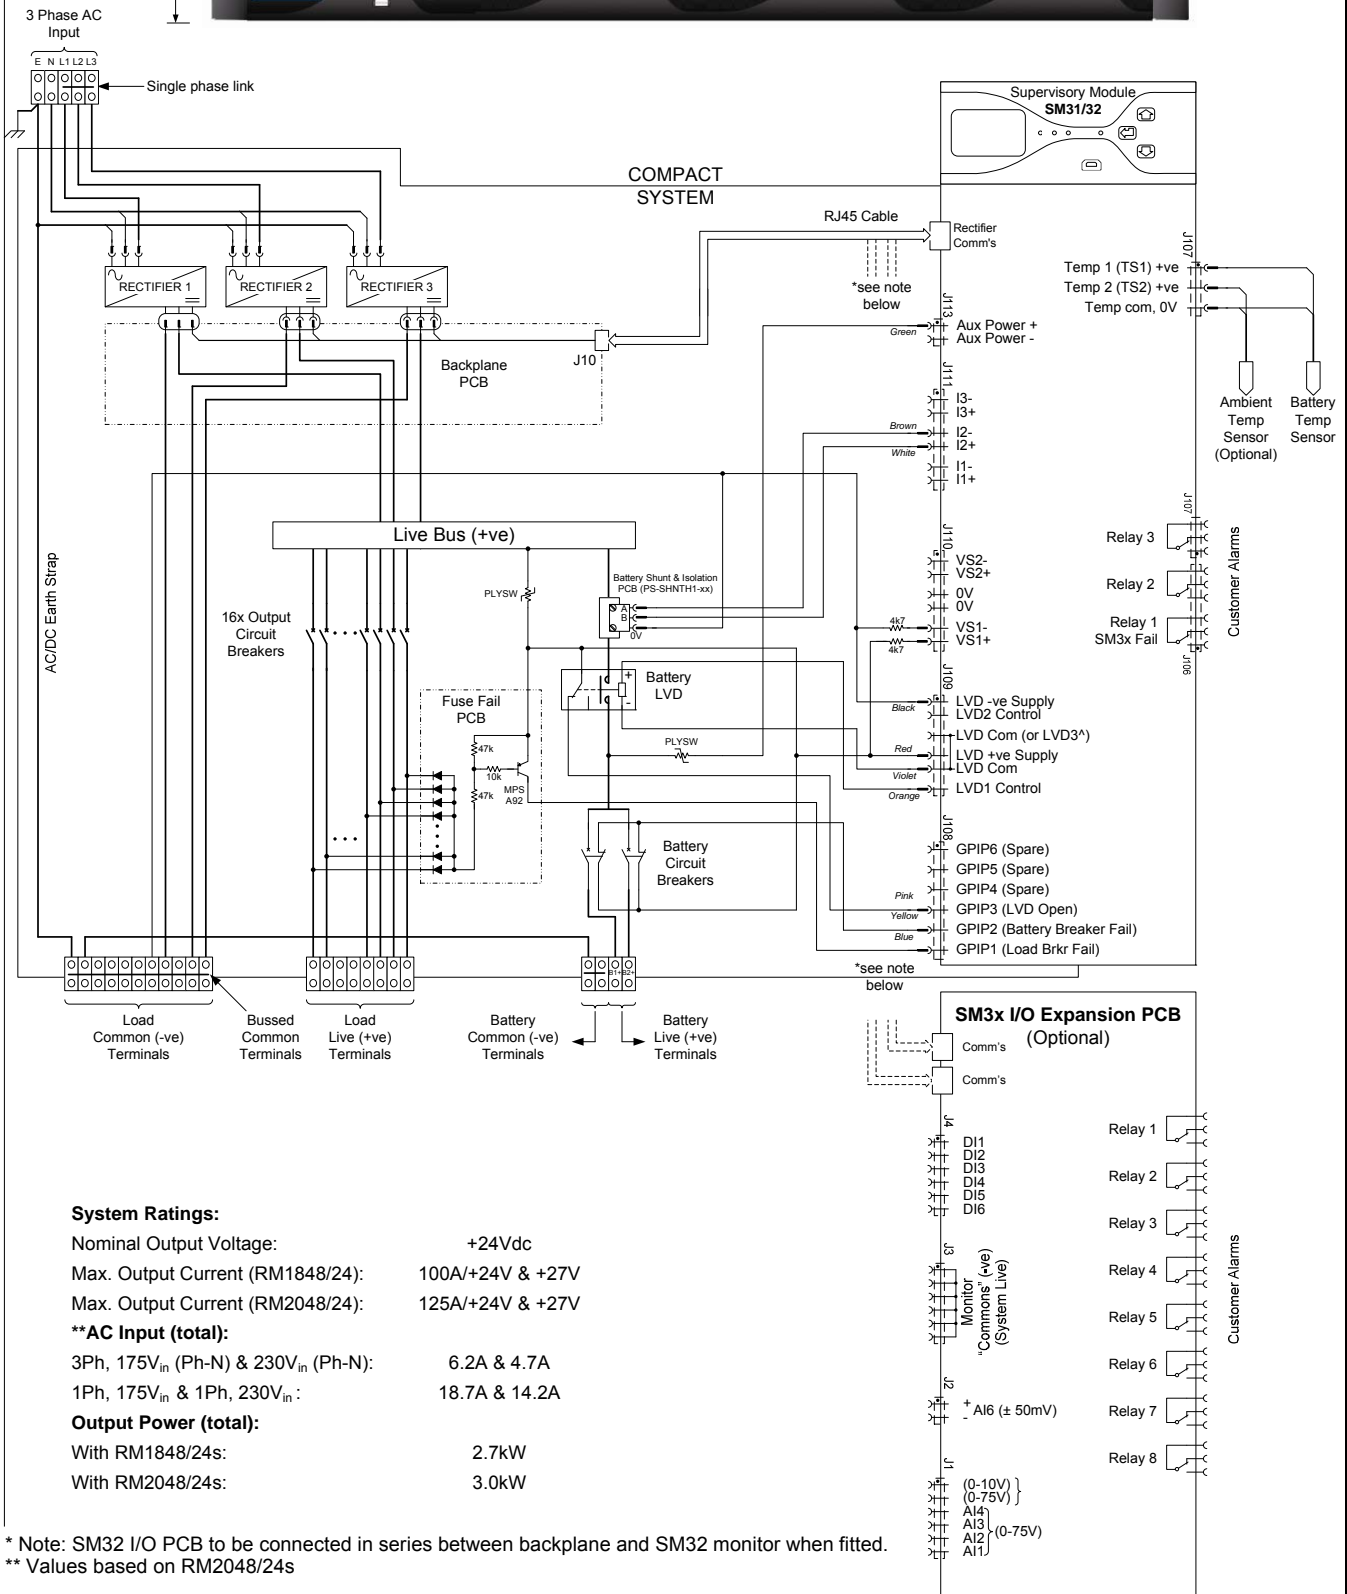 3 Phase AC
Input
E N L1 L2 L3
Single phase link
Supervisory Module
SM31/32
COMPACT
SYSTEM
RJ45 Cable
Rectifier
Comm's
*see note
below
J107
Temp 1 (TS1) +ve
Temp 2 (TS2) +ve
Temp com, 0V
Ambient
Temp
Sensor
(Optional)
Battery
Temp
Sensor
RECTIFIER 1
RECTIFIER 2
RECTIFIER 3
J10
Backplane
PCB
J113
Green
Aux Power +
Aux Power -
J111
I3-
I3+
Brown
I2-
White
I2+
I1-
I1+
AC/DC Earth Strap
Live Bus (+ve)
PLYSW
Battery Shunt & Isolation
PCB (PS-SHNTH1-xx)
A
B
0V
16x Output
Circuit
Breakers
J110
VS2-
VS2+
0V
0V
4k7
VS1-
VS1+
4k7
J107
Relay 3
Relay 2
Relay 1
SM3x Fail
J106
Customer Alarms
Battery
LVD
+
-
J109
Black
LVD -ve Supply
LVD2 Control
LVD Com (or LVD3^)
Red
LVD +ve Supply
Violet
LVD Com
Orange
LVD1 Control
Fuse Fail
PCB
47k
10k
47k
MPS
A92
PLYSW
Battery
Circuit
Breakers
J108
GPIP6 (Spare)
GPIP5 (Spare)
GPIP4 (Spare)
Pink
GPIP3 (LVD Open)
Yellow
GPIP2 (Battery Breaker Fail)
Blue
GPIP1 (Load Brkr Fail)
B1+ B2+
*see note
below
Load
Common (-ve)
Terminals
Bussed
Common
Terminals
Load
Live (+ve)
Terminals
Battery
Common (-ve)
Terminals
Battery
Live (+ve)
Terminals
SM3x I/O Expansion PCB
(Optional)
Comm's
Comm's
J4
DI1
DI2
DI3
DI4
DI5
DI6
J3
Monitor
"Commons" (-ve)
(System Live)
J2
+
-
AI6 (± 50mV)
J1
(0-10V)
(0-75V)
AI4
AI3
AI2
AI1
(0-75V)
Relay 1
Relay 2
Relay 3
Relay 4
Relay 5
Relay 6
Relay 7
Relay 8
Customer Alarms
System Ratings:
Nominal Output Voltage: +24Vdc
Max. Output Current (RM1848/24): 100A/+24V & +27V
Max. Output Current (RM2048/24): 125A/+24V & +27V
**AC Input (total):
3Ph, 175Vin (Ph-N) & 230Vin (Ph-N): 6.2A & 4.7A
1Ph, 175Vin & 1Ph, 230Vin : 18.7A & 14.2A
Output Power (total):
With RM1848/24s: 2.7kW
With RM2048/24s: 3.0kW
* Note: SM32 I/O PCB to be connected in series between backplane and SM32 monitor when fitted.
** Values based on RM2048/24s